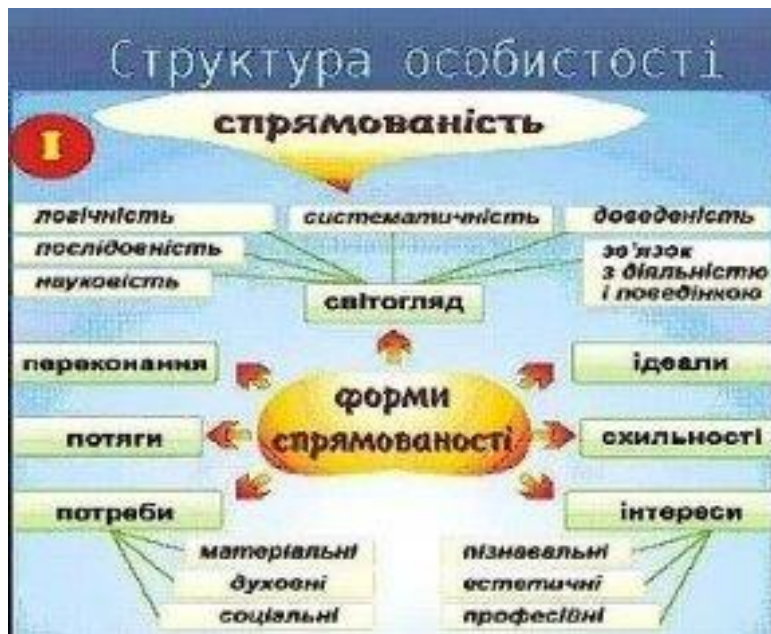 Структура особистості
спрямованість
I
логічність
систематичність
доведеність
послідовність
зв'язок
з діяльністю
і поведінкою
науковість
світогляд
переконання
ідеали
форми
спрямованості
потяги
схильності
потреби
інтереси
матеріальні
пізнавальні
духовні
естетичні
соціальні
професівні